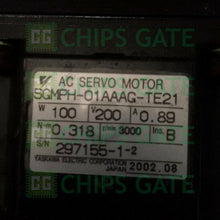 CHIPS GATE
AC SERVO MOTOR
SGMPH-01AAAG-TE21
W 100 V 200 A 0.89
N·m 0.318 r/min 3000 Ins. B
S/N 297155-1-2
YASKAWA ELECTRIC CORPORATION
JAPAN 2002.08